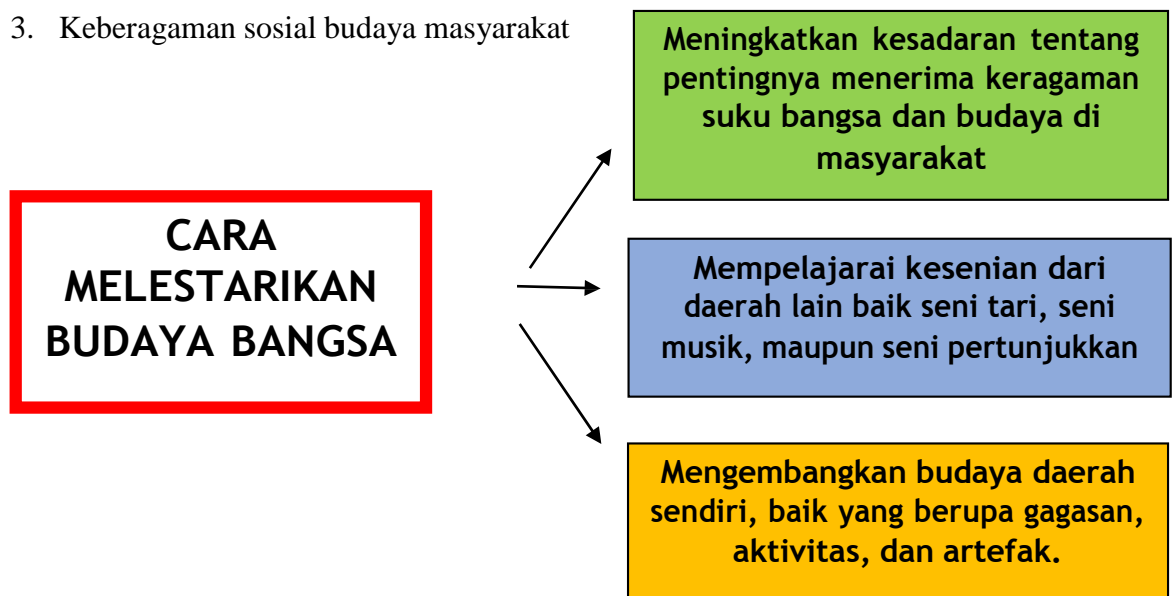 3. Keberagaman sosial budaya masyarakat
CARA
MELESTARIKAN
BUDAYA BANGSA
Meningkatkan kesadaran tentang
pentingnya menerima keragaman
suku bangsa dan budaya di
masyarakat
Mempelajarai kesenian dari
daerah lain baik seni tari, seni
musik, maupun seni pertunjukkan
Mengembangkan budaya daerah
sendiri, baik yang berupa gagasan,
aktivitas, dan artefak.